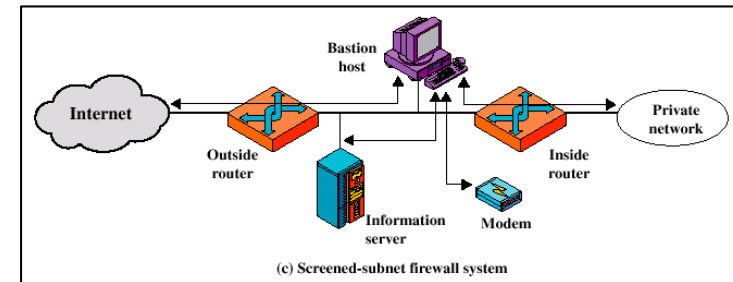 Bastion
host
Internet
Private
network
Outside
router
Inside
router
Information
server
Modem
(c) Screened-subnet firewall system